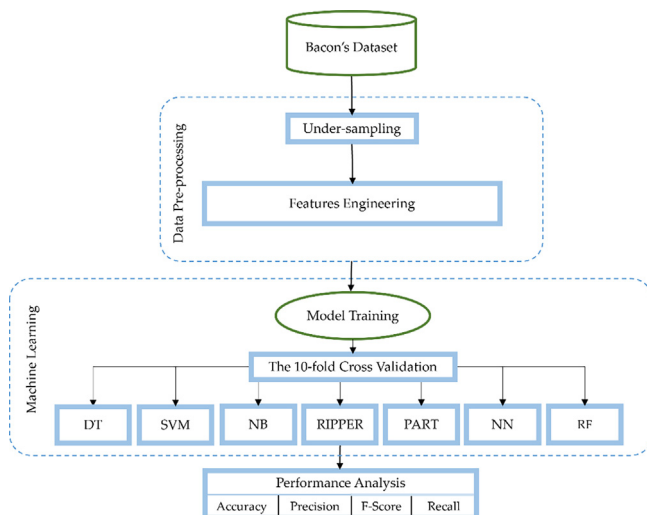 Bacon's Dataset
Data Pre-processing
Under-sampling
Features Engineering
Machine Learning
Model Training
The 10-fold Cross Validation
DT SVM NB RIPPER PART NN RF
Performance Analysis
Accuracy Precision F-Score Recall